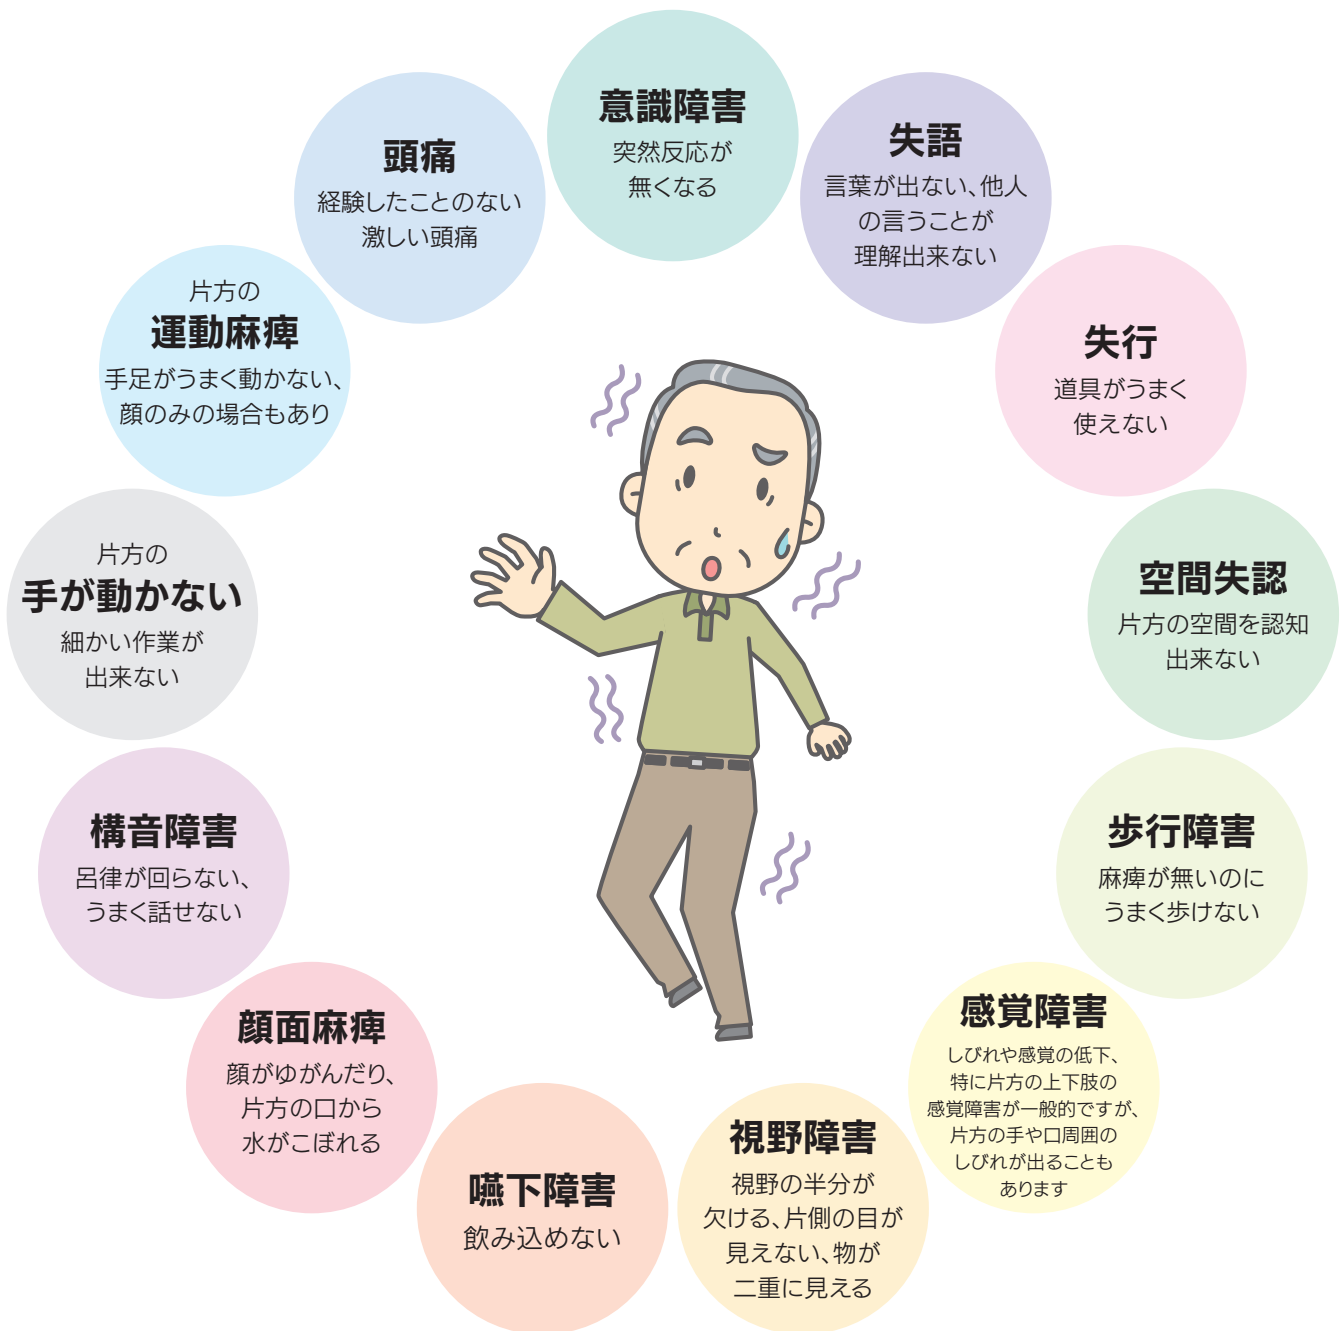 意識障害
突然反応が
無くなる
失語
言葉が出ない、他人
の言うことが
理解出来ない
失行
道具がうまく
使えない
空間失認
片方の空間を認知
出来ない
歩行障害
麻痺が無いのに
うまく歩けない
感覚障害
しびれや感覚の低下、
特に片方の上下肢の
感覚障害が一般的ですが、
片方の手や口周囲の
しびれが出ることも
あります
視野障害
視野の半分が
欠ける、片側の目が
見えない、物が
二重に見える
嚥下障害
飲み込めない
顔面麻痺
顔がゆがんだり、
片方の口から
水がこぼれる
構音障害
呂律が回らない、
うまく話せない
片方の
手が動かない
細かい作業が
出来ない
片方の
運動麻痺
手足がうまく動かない、
顔のみの場合もあり
頭痛
経験したことのない
激しい頭痛